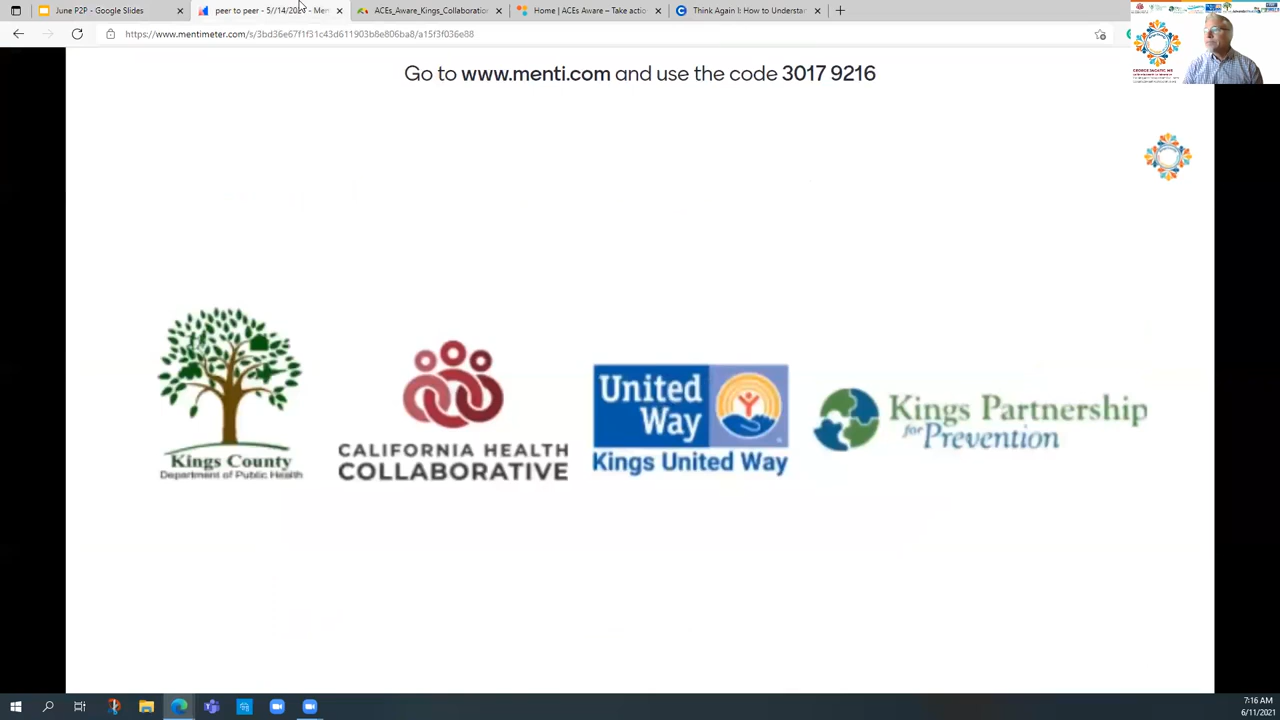 June P2P - Google Slides
peer to peer - 5//14/202 - Men
ACEs_Aware_Kings_Collaboration
Home | ACEs Aware – Take actio
Think Again I: How to Understan
https://www.mentimeter.com/s/3bd36e67f1f31c43d611903b8e806ba8/a15f3f036e88
Go to www.menti.com and use the code 3017 9216
Kings County
Department of Public Health
CALIFORNIA HEALTH
COLLABORATIVE
United
Way
Kings United Way
Kings Partnership
for Prevention
7:16 AM
6/11/2021